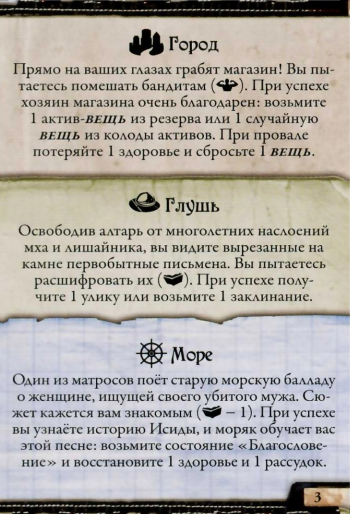 Город
Прямо на ваших глазах грабят магазин! Вы пы-
таетесь помешать бандитам (). При успехе
хозяин магазина очень благодарен: возьмите
1 актив-ВЕЩЬ из резерва или 1 случайную
ВЕЩЬ из колоды активов. При провале
потеряйте 1 здоровье и сбросьте 1 ВЕЩЬ.
Глушь
Освободив алтарь от многолетних наслоений
мха и лишайника, вы видите вырезанные на
камне первобытные письмена. Вы пытаетесь
расшифровать их (). При успехе полу-
чите 1 улику или возьмите 1 заклинание.
Море
Один из матросов поёт старую морскую балладу
о женщине, ищущей своего убитого мужа. Сю-
жет кажется вам знакомым ( – 1). При успехе
вы узнаёте историю Исиды, и моряк обучает вас
этой песне: возьмите состояние «Благослове-
ние» и восстановите 1 здоровье и 1 рассудок.
3